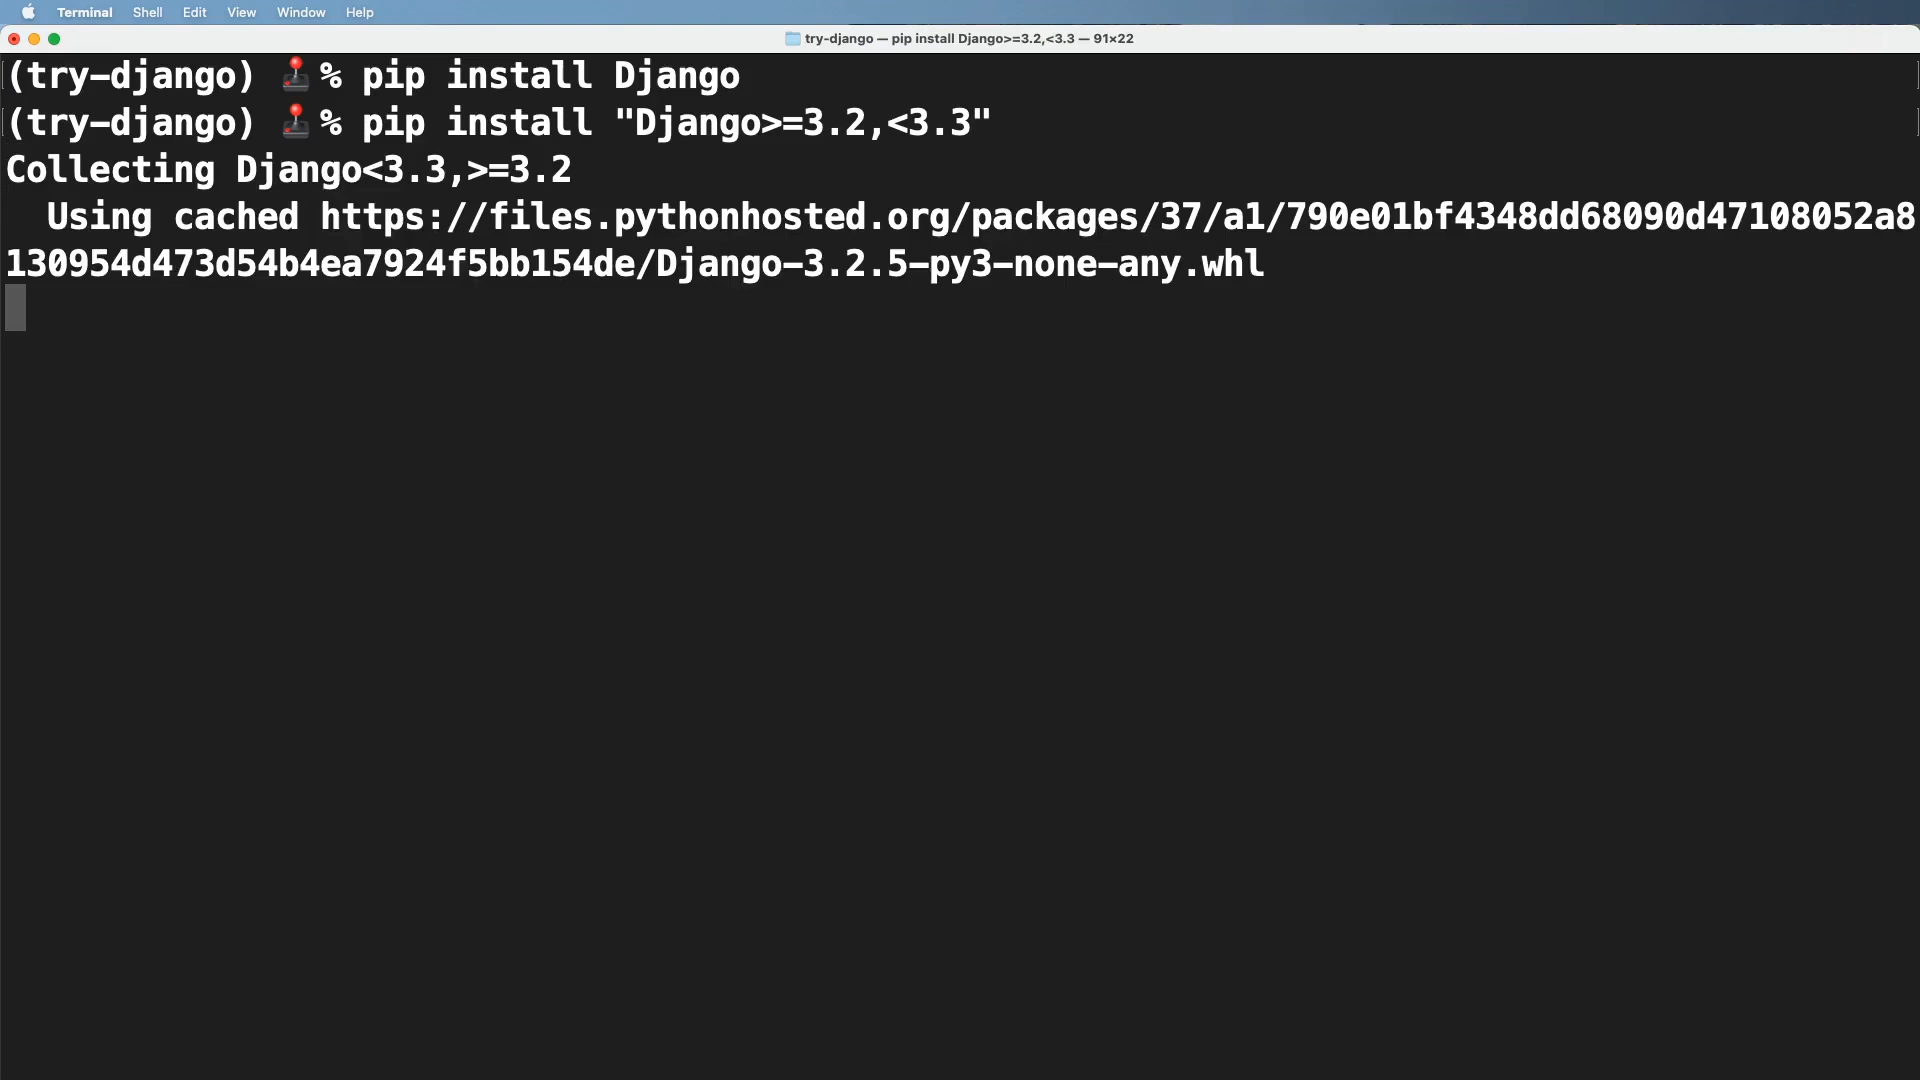 Terminal Shell Edit View Window Help
try-django — pip install Django>=3.2,<3.3 — 91×22
(try-django) 🕹% pip install Django
(try-django) 🕹% pip install "Django>=3.2,<3.3"
Collecting Django<3.3,>=3.2
  Using cached https://files.pythonhosted.org/packages/37/a1/790e01bf4348dd68090d47108052a8
130954d473d54b4ea7924f5bb154de/Django-3.2.5-py3-none-any.whl